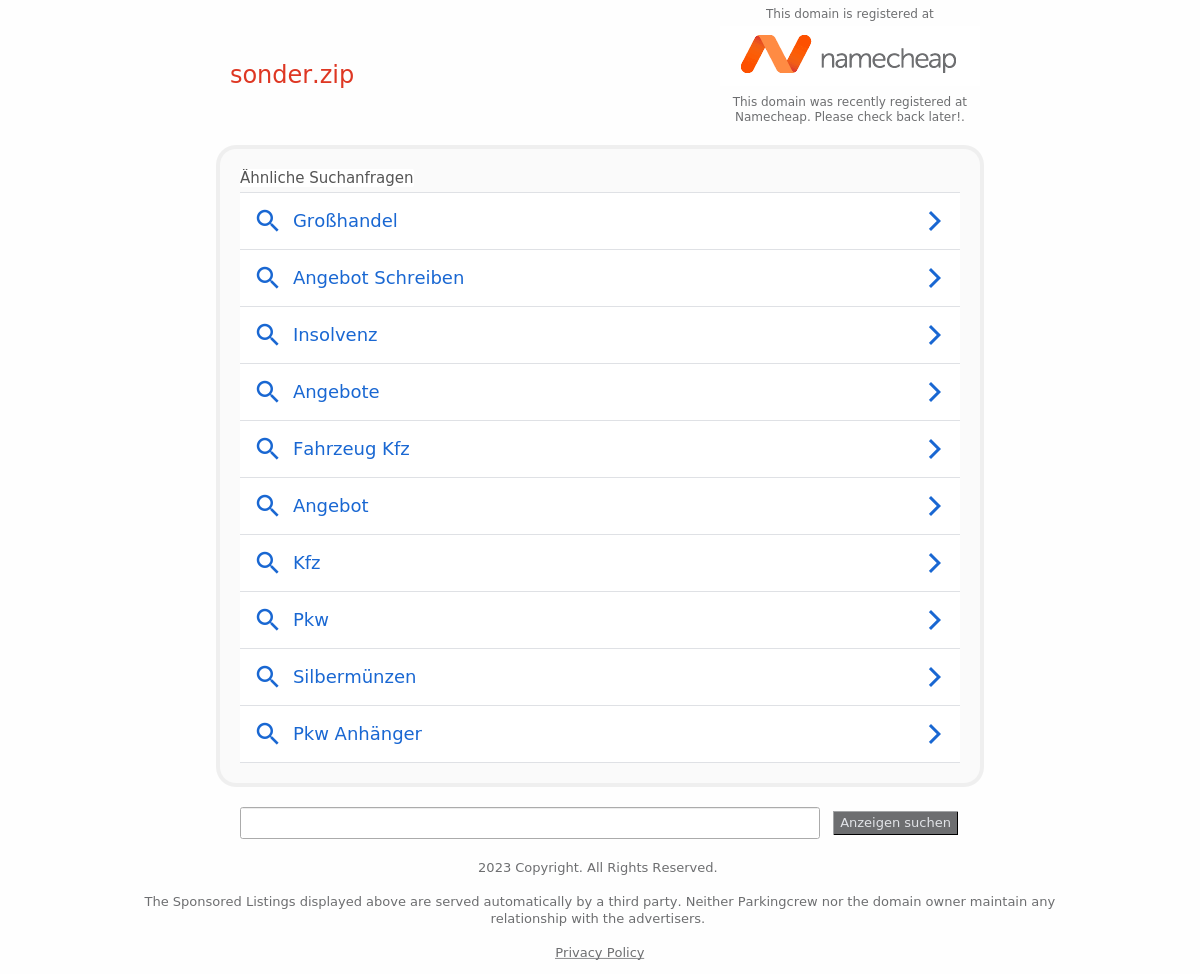 This domain is registered at
namecheap
sonder.zip
This domain was recently registered at
Namecheap. Please check back later!.
Ähnliche Suchanfragen
Großhandel
Angebot Schreiben
Insolvenz
Angebote
Fahrzeug Kfz
Angebot
Kfz
Pkw
Silbermünzen
Pkw Anhänger
Anzeigen suchen
2023 Copyright. All Rights Reserved.
The Sponsored Listings displayed above are served automatically by a third party. Neither Parkingcrew nor the domain owner maintain any
relationship with the advertisers.
Privacy Policy